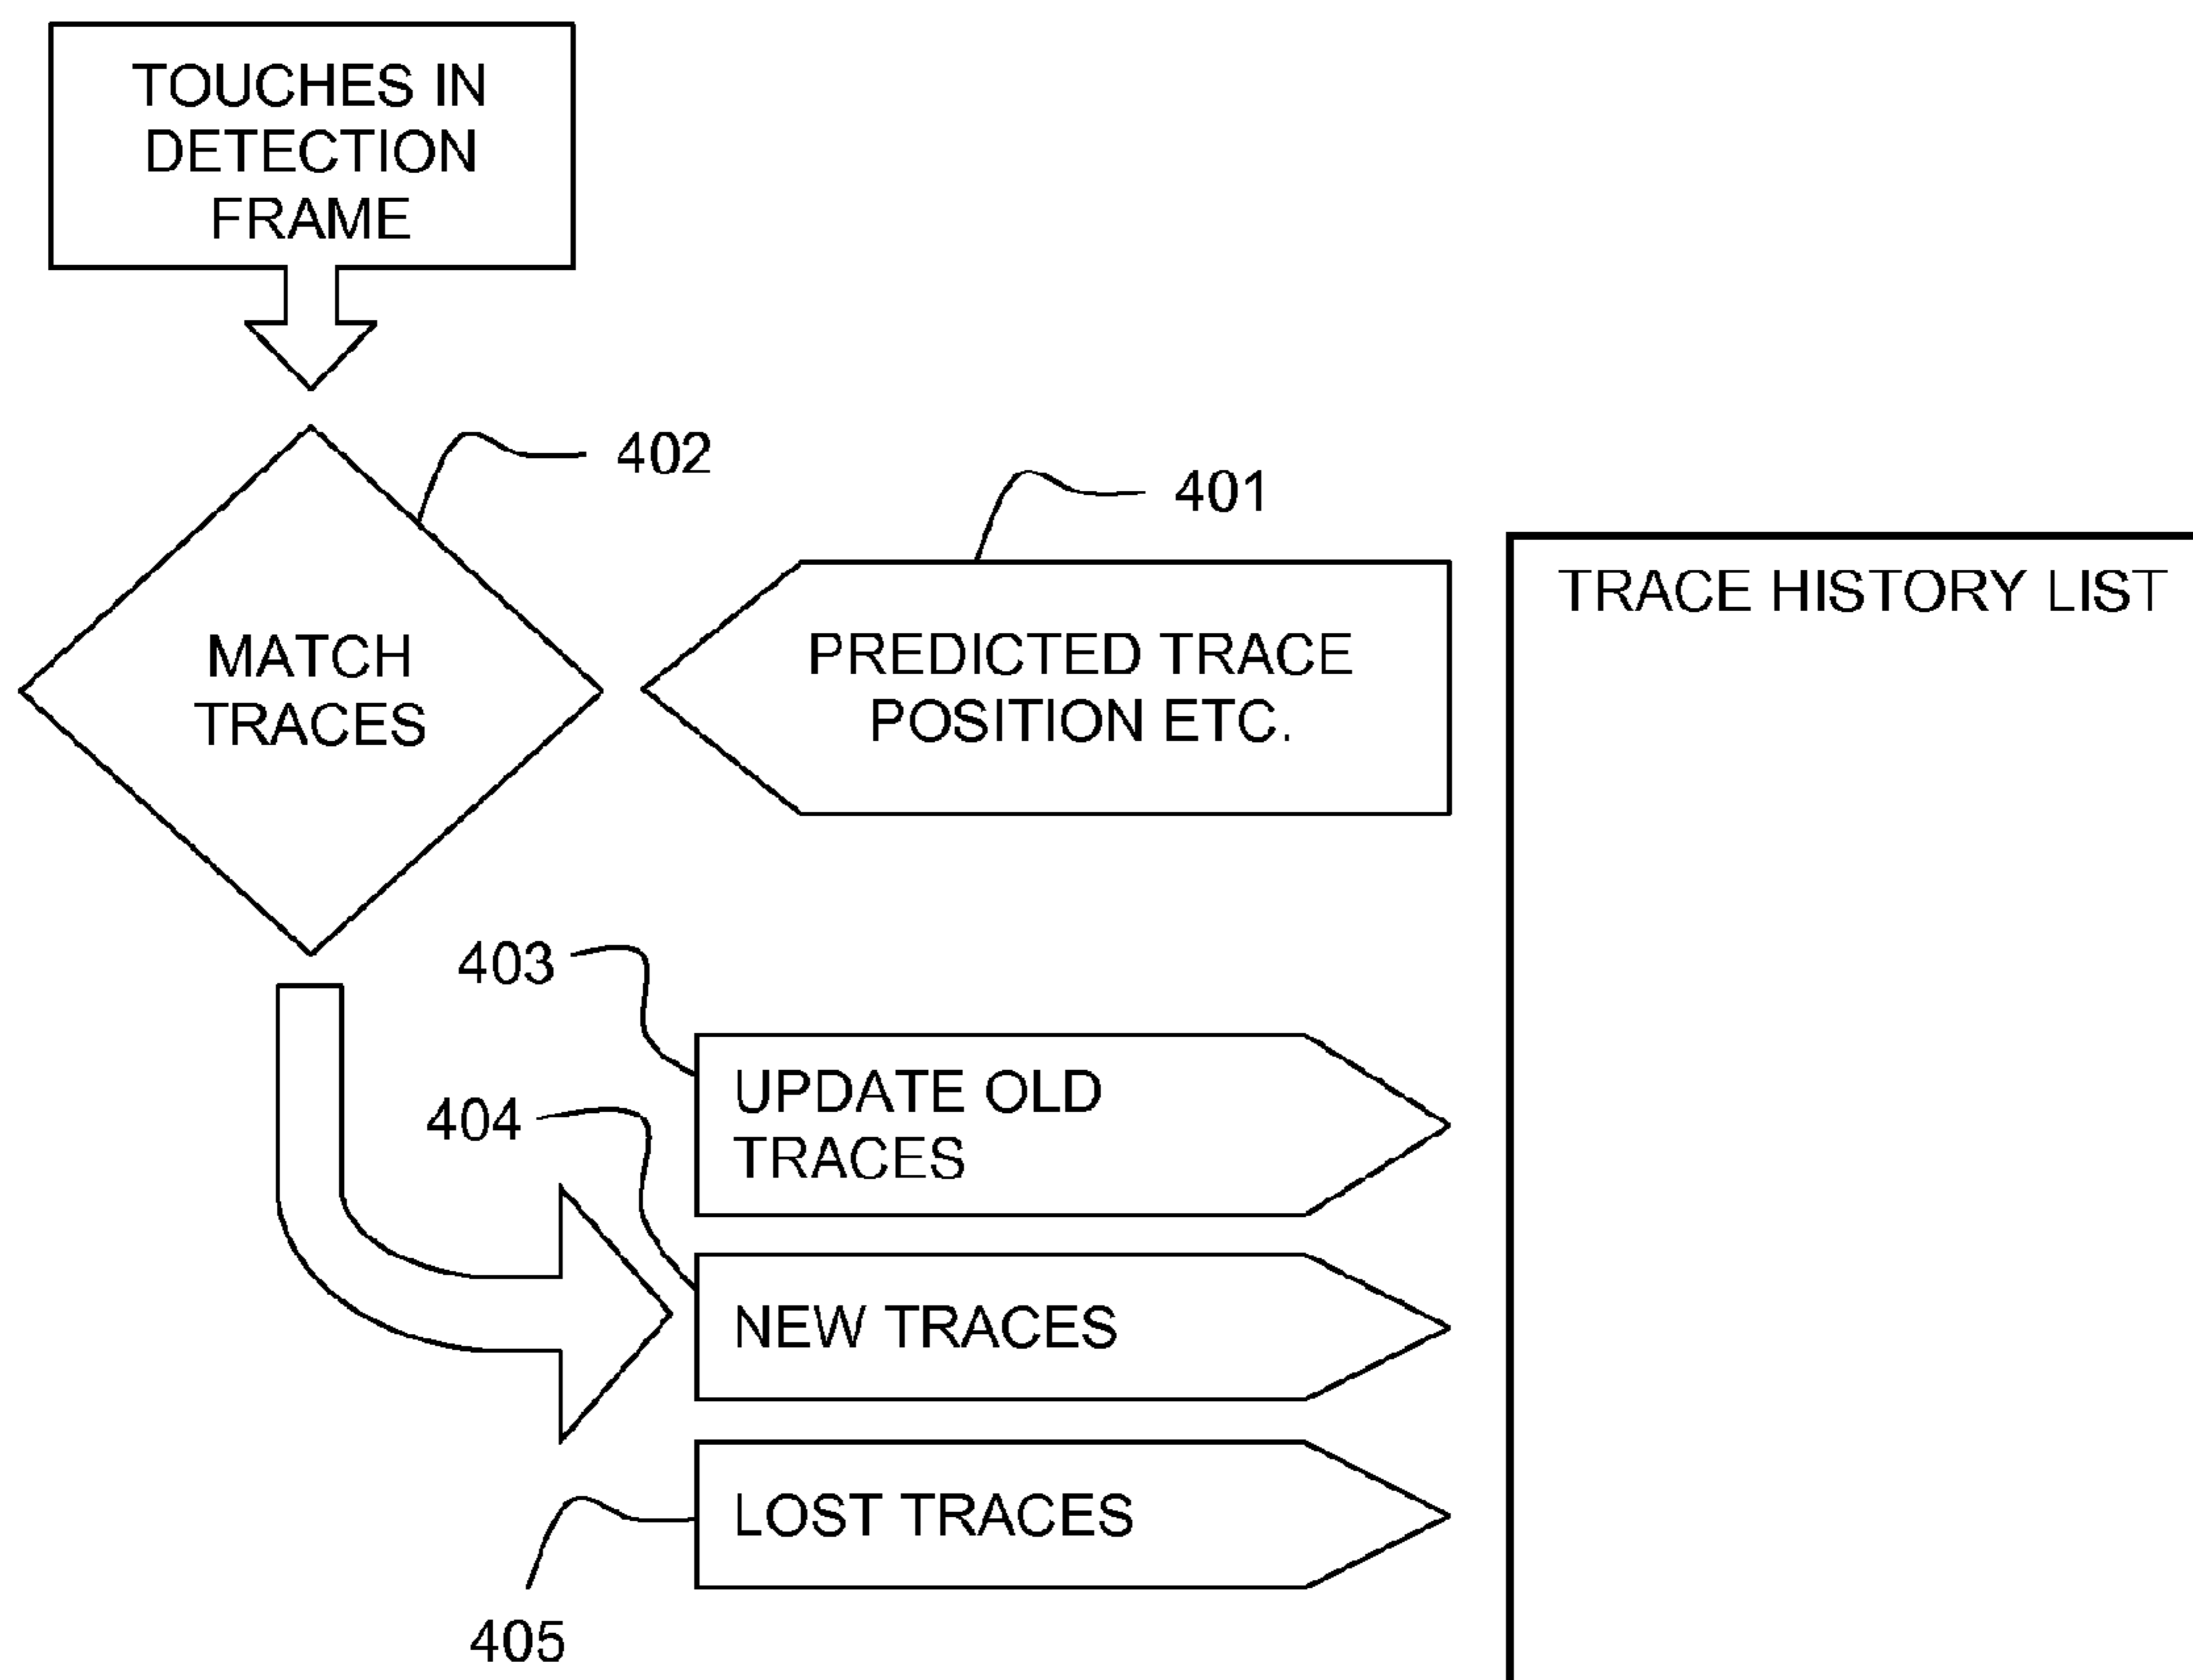 TOUCHES IN
DETECTION
FRAME
402
401
MATCH
TRACES
PREDICTED TRACE
POSITION ETC.
TRACE HISTORY LIST
403
UPDATE OLD
TRACES
404
NEW TRACES
LOST TRACES
405